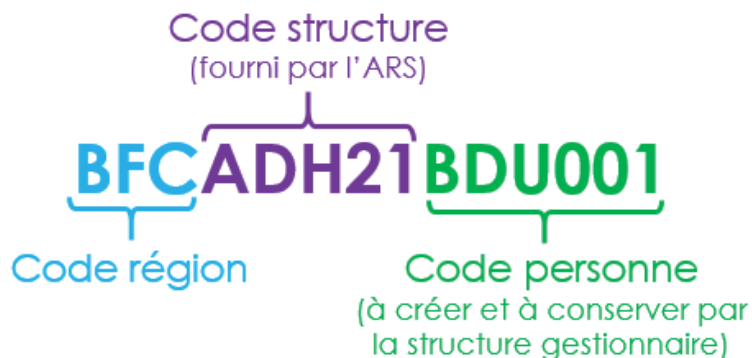 Code structure
(fourni par l'ARS)
BFCADH21BDU001
Code région
Code personne
(à créer et à conserver par
la structure gestionnaire)